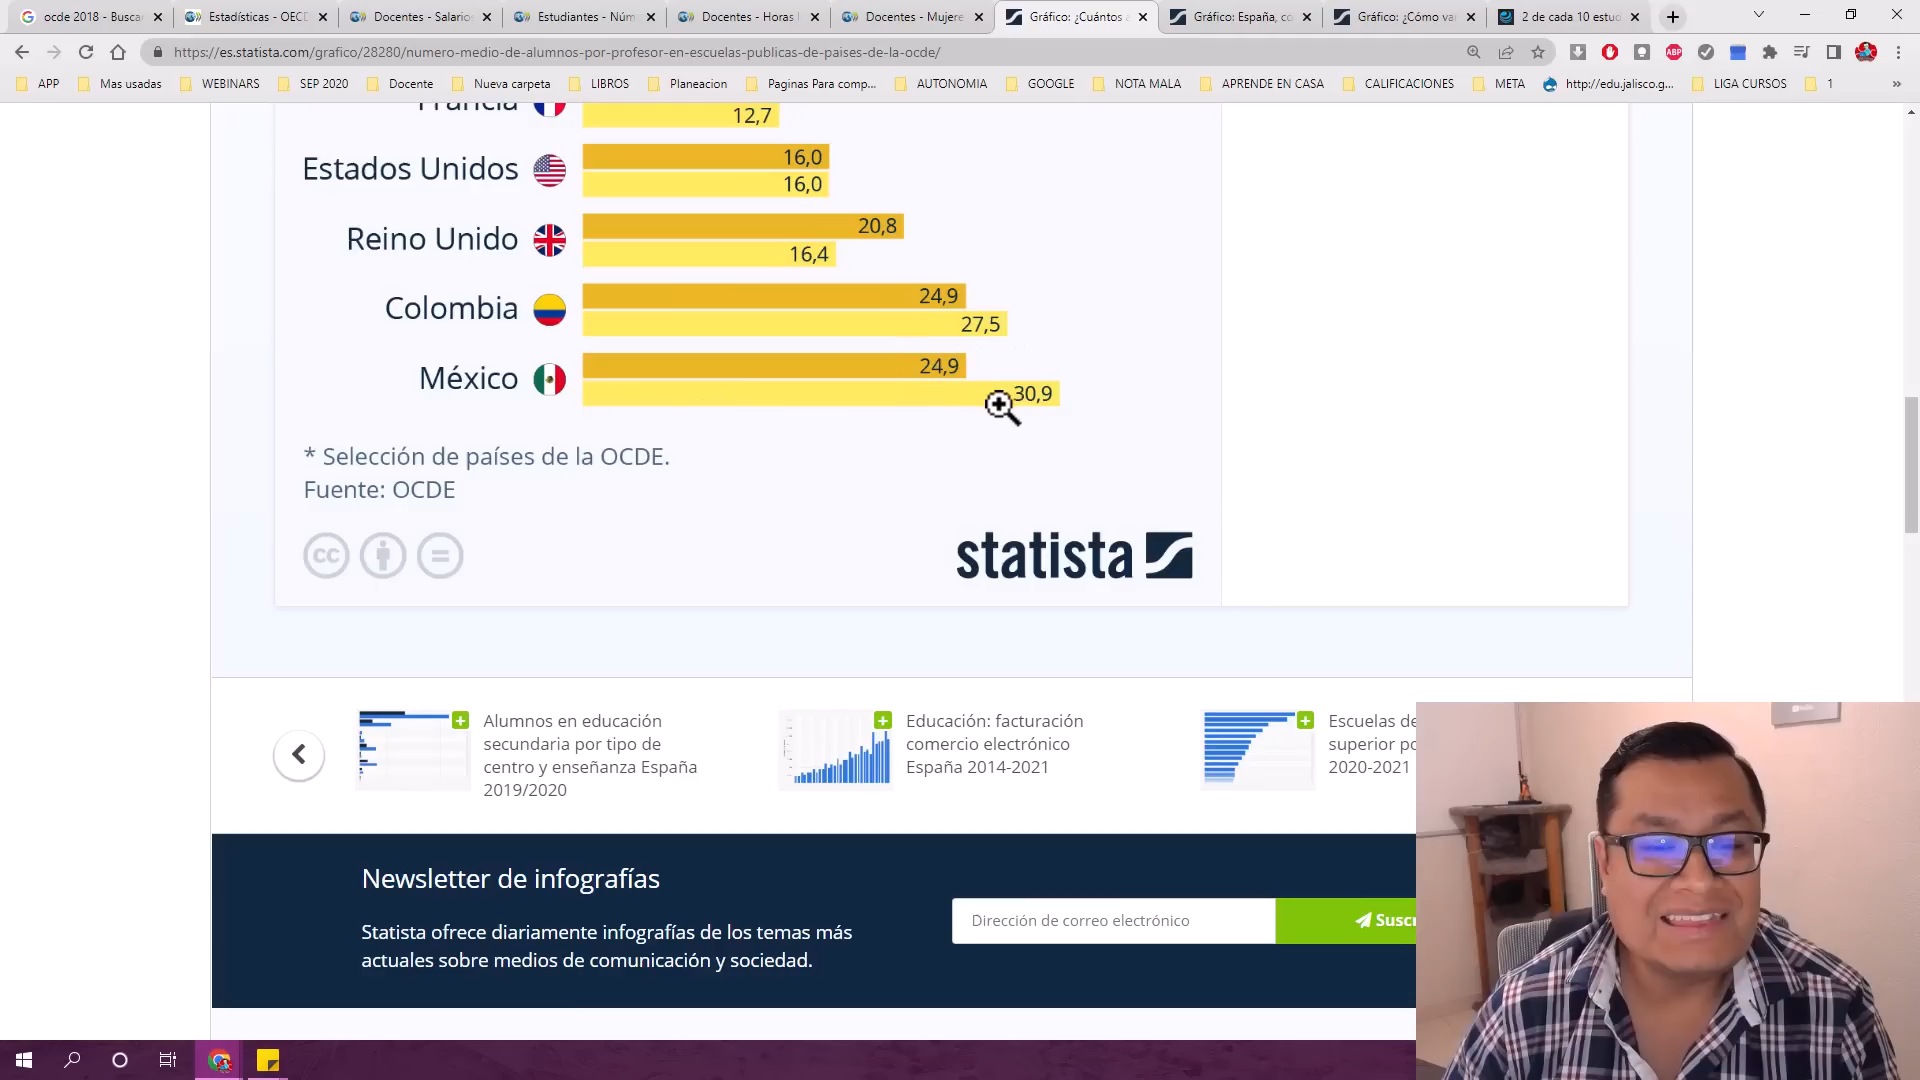 ocde 2018 - Busca
Estadísticas - OEC
Docentes - Salario
Estudiantes - Núm
Docentes - Horas
Docentes - Mujere
Gráfico: ¿Cuántos a
Gráfico: España, co
Gráfico: ¿Cómo va
2 de cada 10 estud
https://es.statista.com/grafico/28280/numero-medio-de-alumnos-por-profesor-en-escuelas-publicas-de-paises-de-la-ocde/
ABP
APP
Mas usadas
WEBINARS
SEP 2020
Docente
Nueva carpeta
LIBROS
Planeacion
Paginas Para comp...
AUTONOMIA
GOOGLE
NOTA MALA
APRENDE EN CASA
CALIFICACIONES
META
http://edu.jalisco.g...
LIGA CURSOS
1
Francia
12,7
Estados Unidos
16,0
16,0
Reino Unido
20,8
16,4
Colombia
24,9
27,5
México
24,9
30,9
* Selección de países de la OCDE.
Fuente: OCDE
cc
statista
Alumnos en educación
secundaria por tipo de
centro y enseñanza España
2019/2020
Educación: facturación
comercio electrónico
España 2014-2021
Escuelas de
superior po
2020-2021
Newsletter de infografías
Statista ofrece diariamente infografías de los temas más
actuales sobre medios de comunicación y sociedad.
Dirección de correo electrónico
Suscr